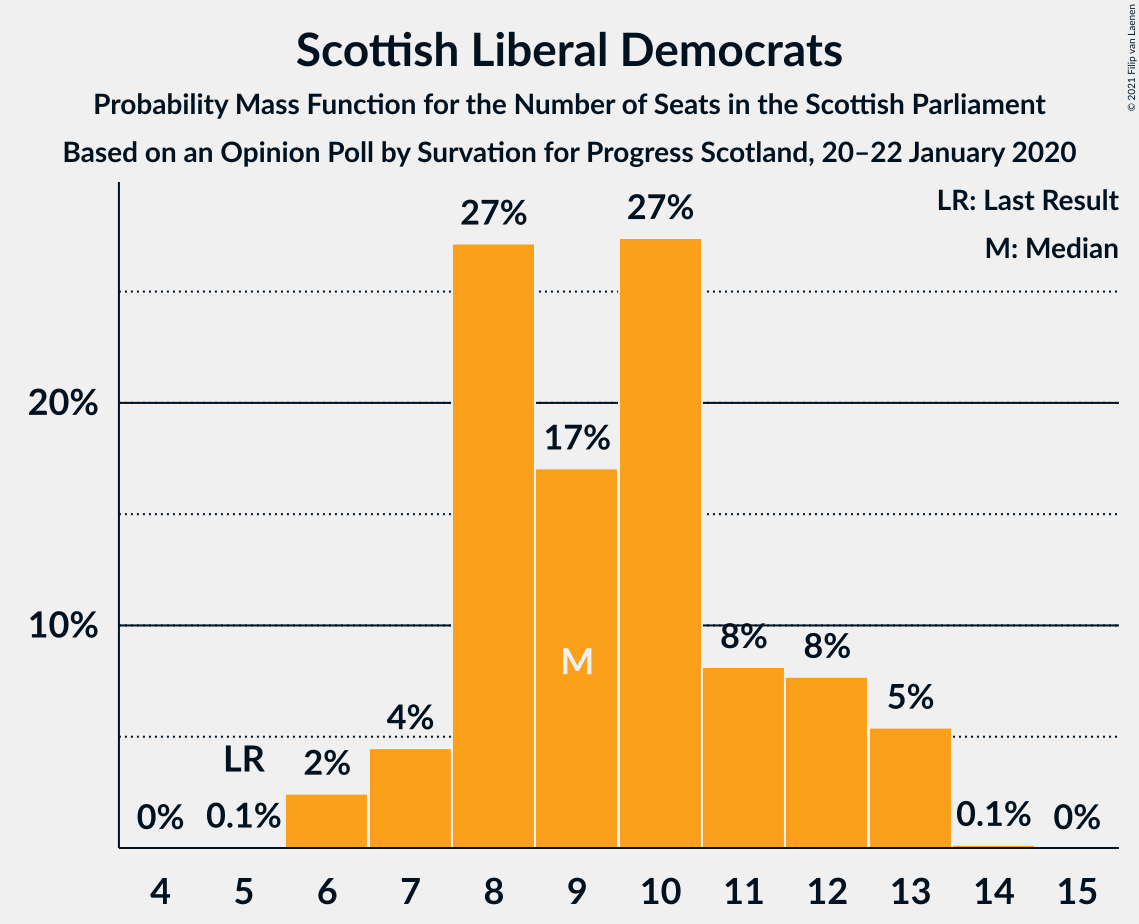 Scottish Liberal Democrats
Probability Mass Function for the Number of Seats in the Scottish Parliament
Based on an Opinion Poll by Survation for Progress Scotland, 20–22 January 2020
© 2021 Filip van Laenen
LR: Last Result
M: Median
27%
27%
20%
17%
10%
8%
8%
M
5%
4%
LR
2%
0%
0.1%
0.1%
0%
4 5 6 7 8 9 10 11 12 13 14 15